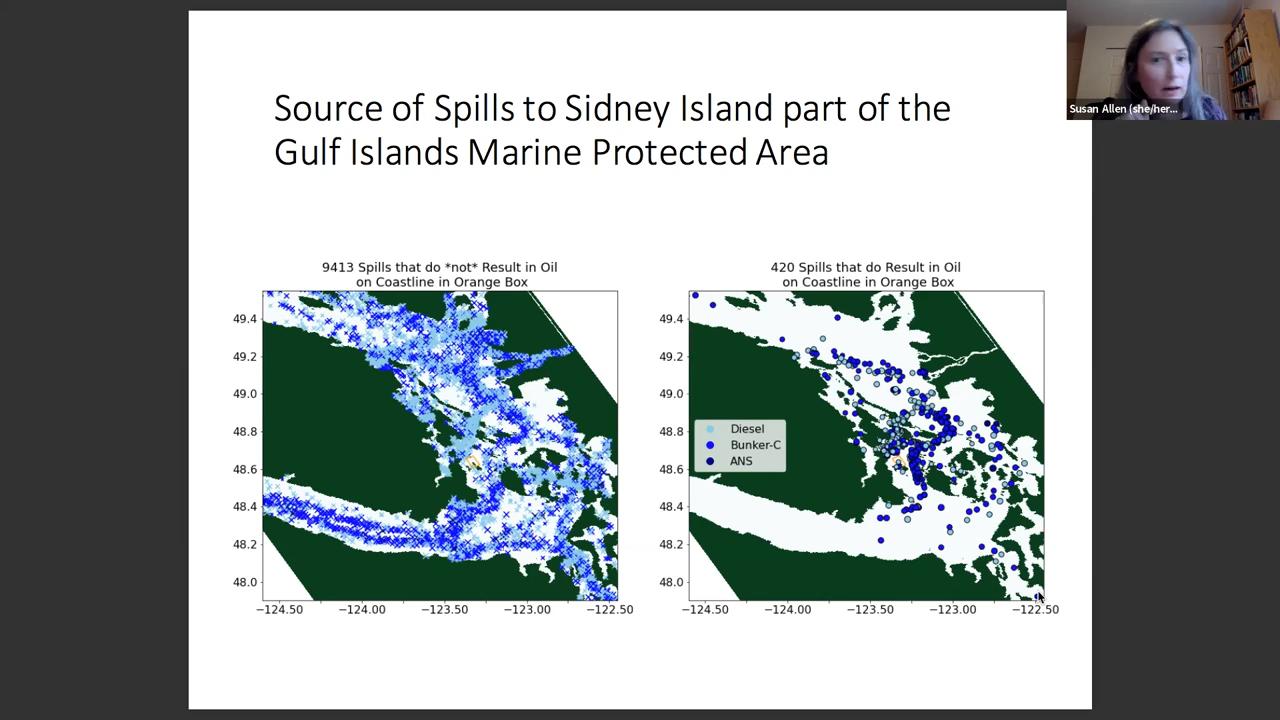 Susan Allen (she/her...
Source of Spills to Sidney Island part of the
Gulf Islands Marine Protected Area
9413 Spills that do *not* Result in Oil
on Coastline in Orange Box
49.4
49.2
49.0
48.8
48.6
48.4
48.2
48.0
−124.50
−124.00
−123.50
−123.00
−122.50
420 Spills that do Result in Oil
on Coastline in Orange Box
49.4
49.2
49.0
48.8
48.6
48.4
48.2
48.0
Diesel
Bunker-C
ANS
−124.50
−124.00
−123.50
−123.00
−122.50